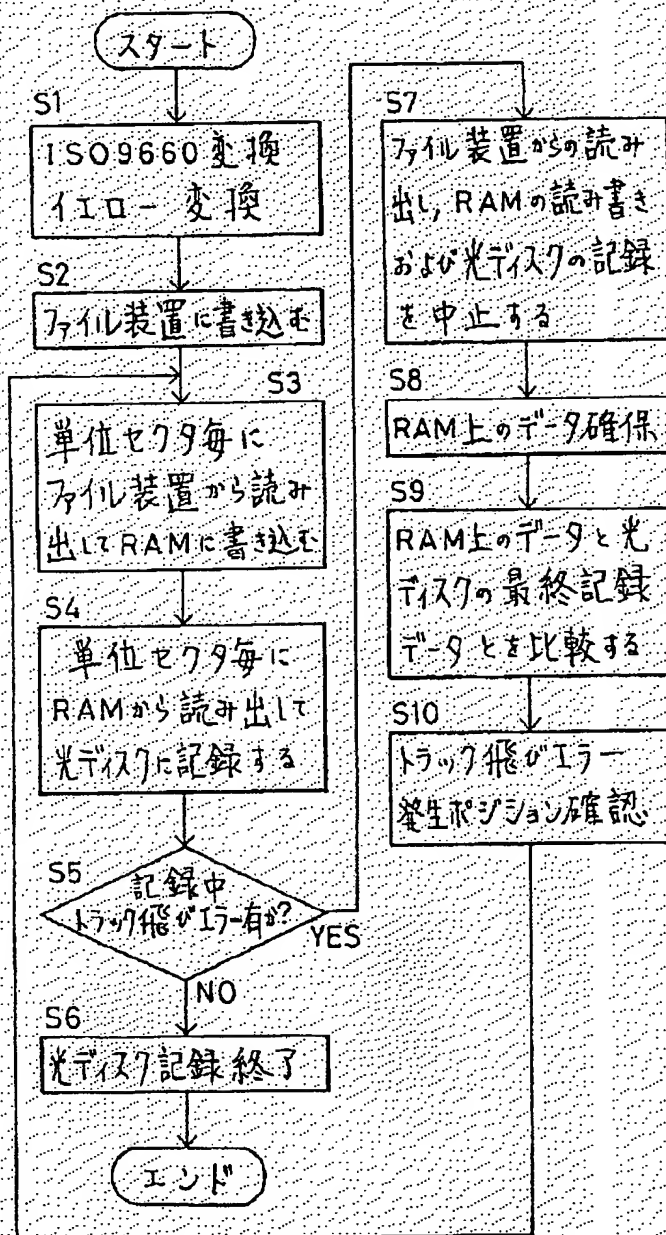 スタート
S1
ISO9660変換
イエロー変換
S2
ファイル装置に書き込む
S3
単位セクタ毎に
ファイル装置から読み
出してRAMに書き込む
S4
単位セクタ毎に
RAMから読み出して
光ディスクに記録する
S5
記録中
トラック飛びエラー有か?
YES
NO
S6
光ディスク記録終了
エンド
S7
ファイル装置からの読み
出し,RAMの読み書き
および光ディスクの記録
を中止する
S8
RAM上のデータ確保
S9
RAM上のデータと光
ディスクの最終記録
データとを比較する
S10
トラック飛びエラー
発生ポジション確認